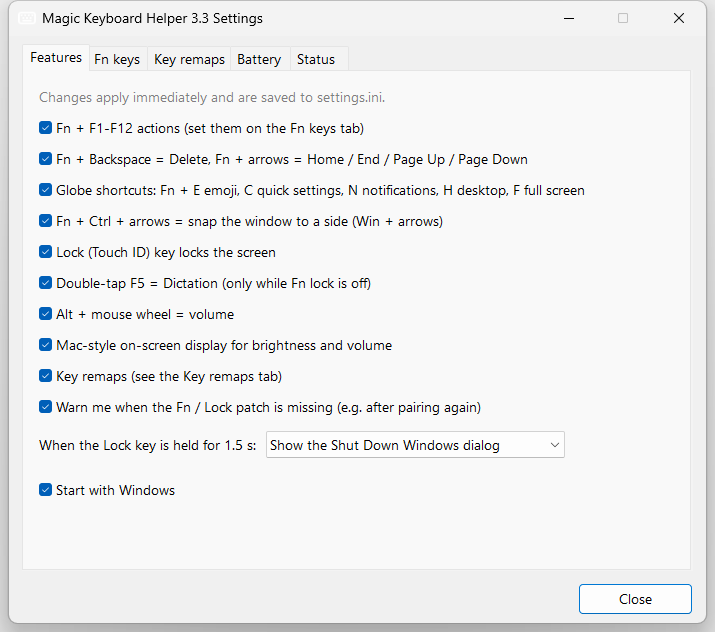 Magic Keyboard Helper 3.3 Settings
Features Fn keys Key remaps Battery Status
Changes apply immediately and are saved to settings.ini.
Fn + F1-F12 actions (set them on the Fn keys tab)
Fn + Backspace = Delete, Fn + arrows = Home / End / Page Up / Page Down
Globe shortcuts: Fn + E emoji, C quick settings, N notifications, H desktop, F full screen
Fn + Ctrl + arrows = snap the window to a side (Win + arrows)
Lock (Touch ID) key locks the screen
Double-tap F5 = Dictation (only while Fn lock is off)
Alt + mouse wheel = volume
Mac-style on-screen display for brightness and volume
Key remaps (see the Key remaps tab)
Warn me when the Fn / Lock patch is missing (e.g. after pairing again)
When the Lock key is held for 1.5 s: Show the Shut Down Windows dialog
Start with Windows
Close